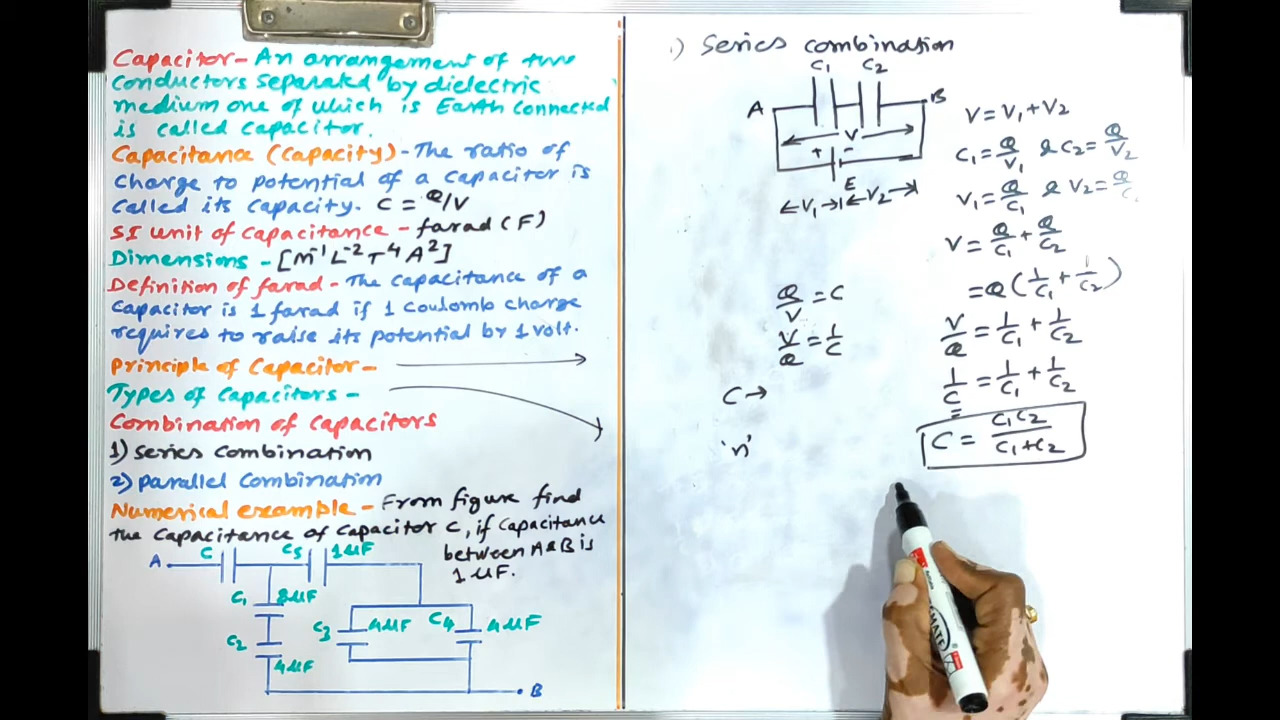 Capacitor - An arrangement of two
conductors separated by dielectric
medium one of which is Earth connected
is called capacitor.
Capacitance (Capacity) - The ratio of
charge to potential of a capacitor is
called its capacity. C = Q/V
SI unit of capacitance - farad (F)
Dimensions - [M⁻¹ L⁻² T⁴ A²]
Definition of farad - The capacitance of a
capacitor is 1 farad if 1 coulomb charge
requires to raise its potential by 1 volt.
Principle of Capacitor -
Types of Capacitors -
Combination of Capacitors
1) Series Combination
2) Parallel Combination
Numerical example - From figure find
the capacitance of capacitor C, if capacitance
between A & B is
1 μF.
A C C5 1μF
C1 8μF
C2 4μF
C3 4μF C4 4μF
B
1) Series combination
C1 C2
A B
V
+ -
E
V1 V2
V = V1 + V2
C1 = Q/V1 & C2 = Q/V2
V1 = Q/C1 & V2 = Q/C
V = Q/C1 + Q/C2
= Q (1/C1 + 1/C2)
V/Q = 1/C1 + 1/C2
1/C = 1/C1 + 1/C2
C = C1C2/C1+C2
Q/V = C
V/Q = 1/C
C →
'n'